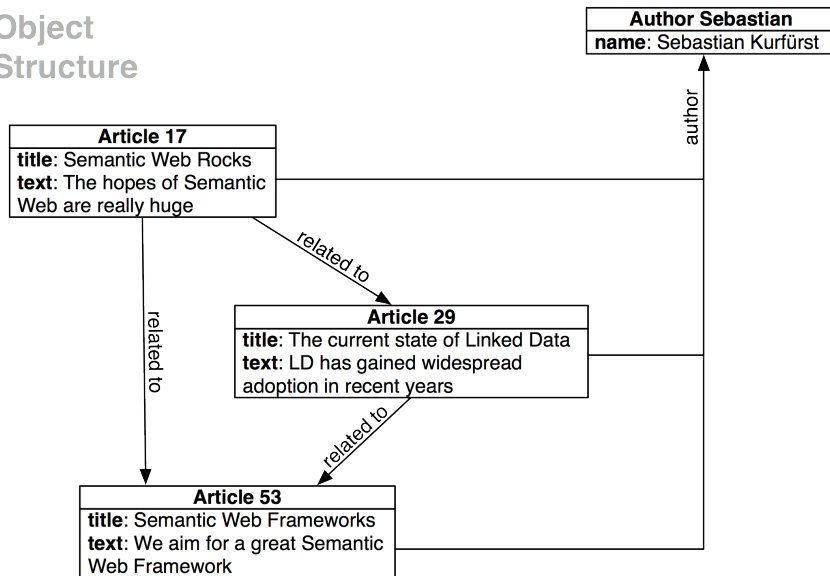 Object
Structure
Author Sebastian
name: Sebastian Kurfürst
author
Article 17
title: Semantic Web Rocks
text: The hopes of Semantic
Web are really huge
related to
related to
Article 29
title: The current state of Linked Data
text: LD has gained widespread
adoption in recent years
related to
Article 53
title: Semantic Web Frameworks
text: We aim for a great Semantic
Web Framework